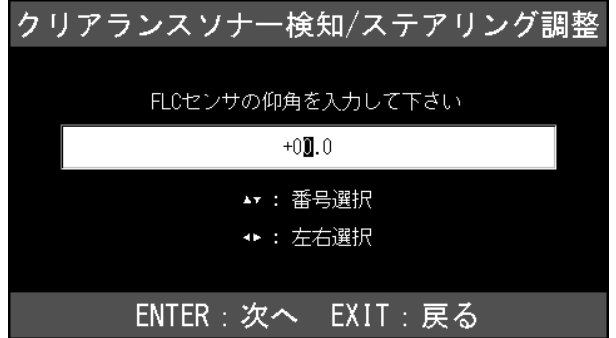 クリアランスソナー検知/ステアリング調整
FLCセンサの仰角を入力して下さい
+00.0
▲▼ : 番号選択
◀▶ : 左右選択
ENTER : 次へ EXIT : 戻る